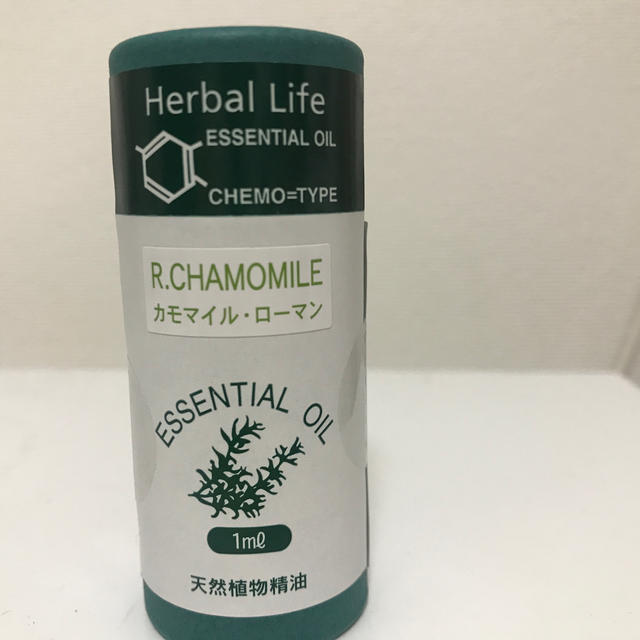 Herbal Life
ESSENTIAL OIL
CHEMO=TYPE
R.CHAMOMILE
カモマイル・ローマン
ESSENTIAL OIL
1mℓ
天然植物精油